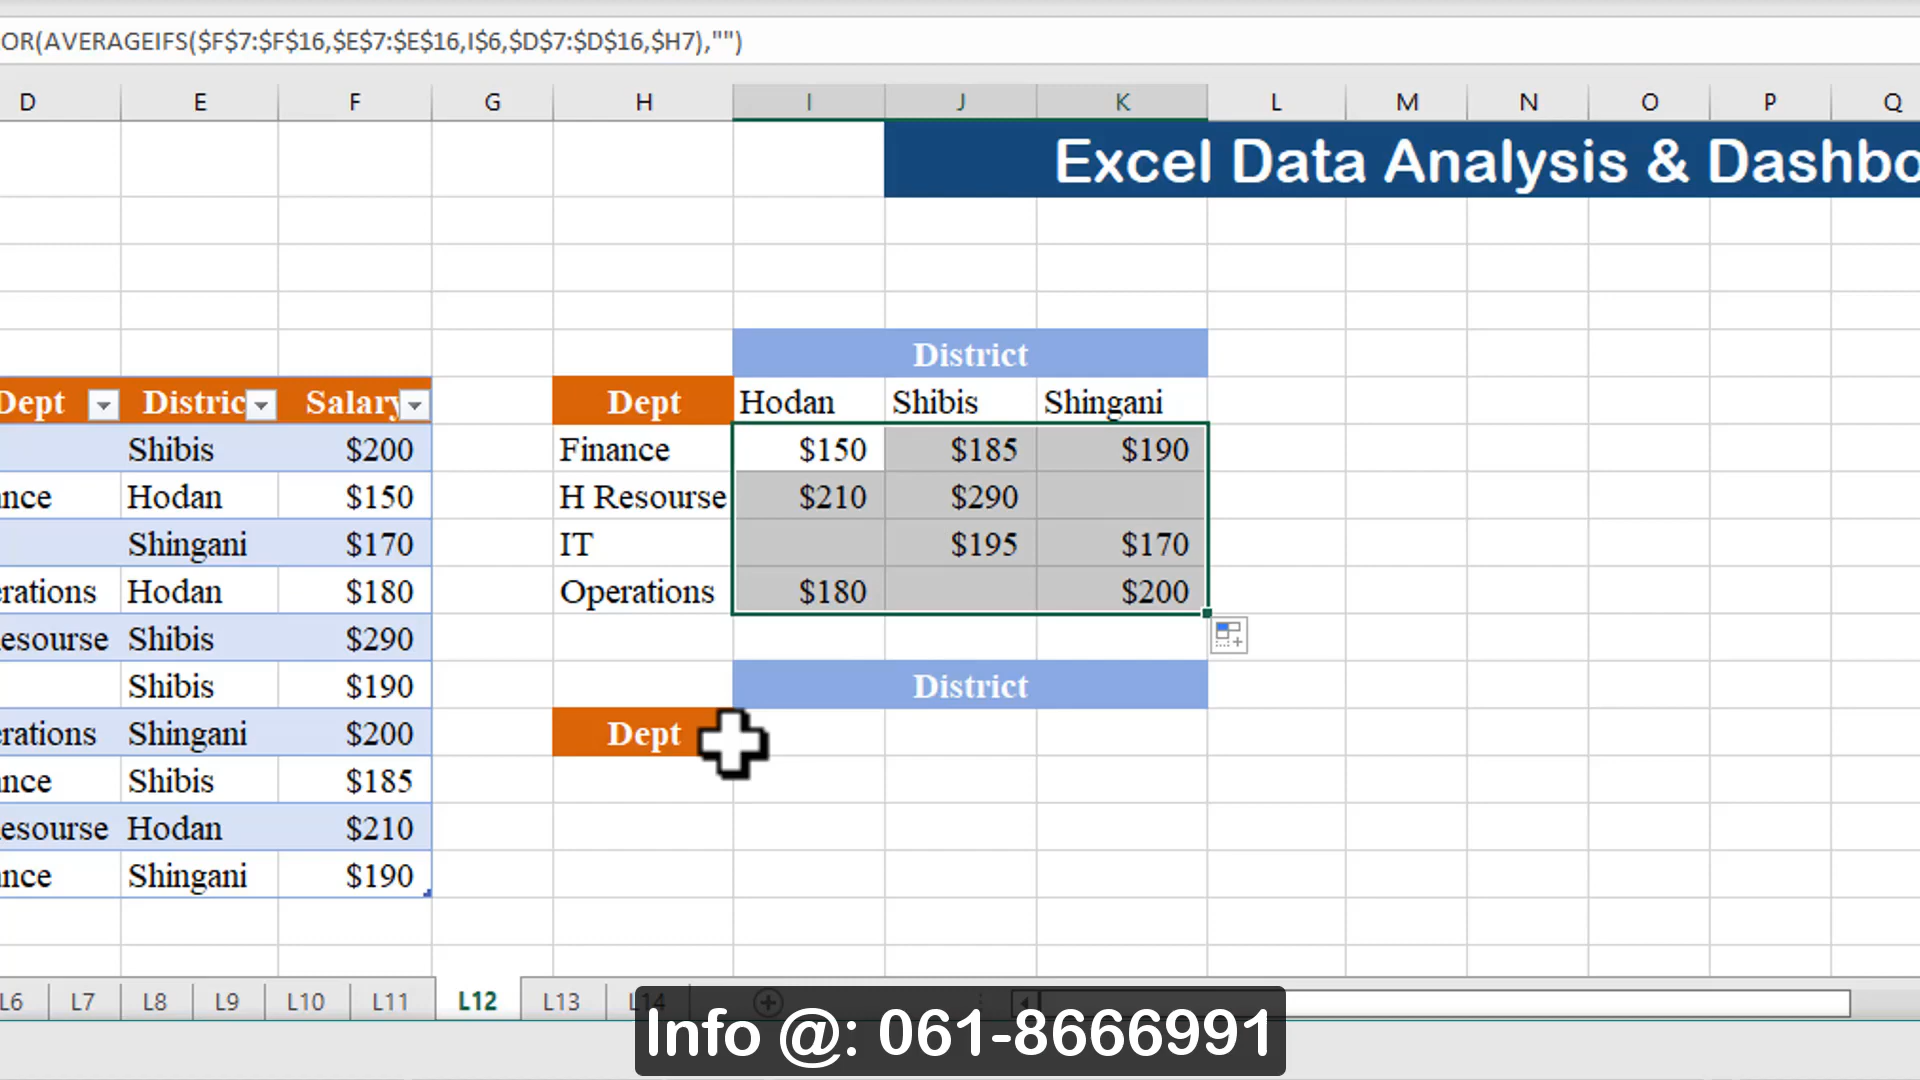 OR(AVERAGEIFS($F$7:$F$16,$E$7:$E$16,I$6,$D$7:$D$16,$H7),"")
D E F G H I J K L M N O P Q
Excel Data Analysis & Dashbo
District
Dept Distric Salary Dept Hodan Shibis Shingani
Shibis $200 Finance $150 $185 $190
nce Hodan $150 H Resourse $210 $290
Shingani $170 IT $195 $170
erations Hodan $180 Operations $180 $200
esourse Shibis $290
Shibis $190 District
erations Shingani $200 Dept
nce Shibis $185
esourse Hodan $210
nce Shingani $190
L6 L7 L8 L9 L10 L11 L12 L13 L14
Info @: 061-8666991